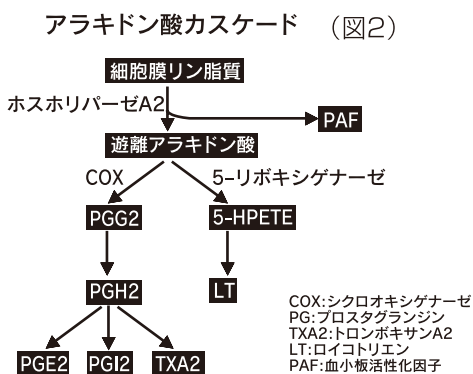 アラキドン酸カスケード (図2)
細胞膜リン脂質
ホスホリパーゼA2
PAF
遊離アラキドン酸
COX 5-リポキシゲナーゼ
PGG2 5-HPETE
PGH2 LT
PGE2 PGI2 TXA2
COX:シクロオキシゲナーゼ
PG:プロスタグランジン
TXA2:トロンボキサンA2
LT:ロイコトリエン
PAF:血小板活性化因子